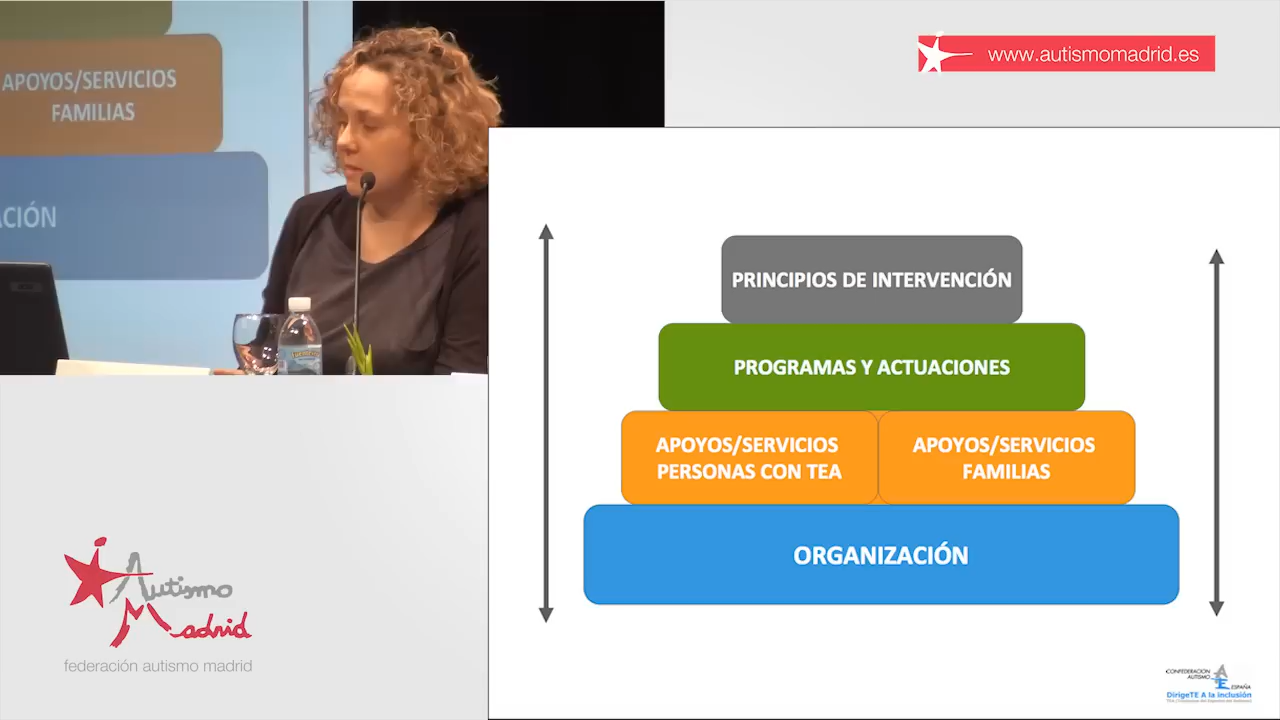 APOYOS/SERVICIOS
FAMILIAS
CIÓN
www.autismomadrid.es
PRINCIPIOS DE INTERVENCIÓN
PROGRAMAS Y ACTUACIONES
APOYOS/SERVICIOS
PERSONAS CON TEA
APOYOS/SERVICIOS
FAMILIAS
ORGANIZACIÓN
Autismo
Madrid
federación autismo madrid
CONFEDERACION
AUTISMO
ESPAÑA
DirigeTE A la inclusión